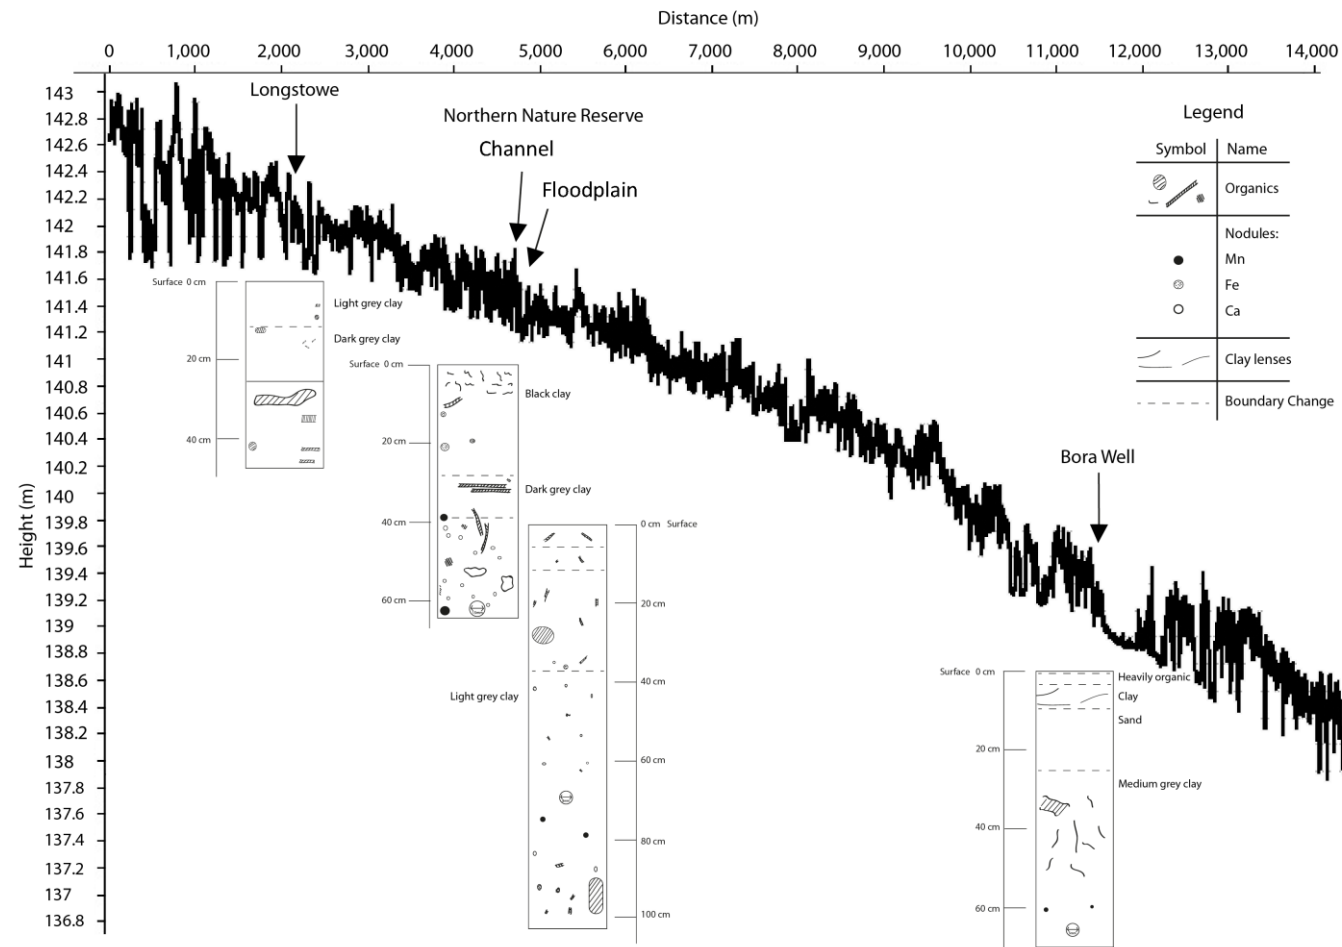 Distance (m)
0 1,000 2,000 3,000 4,000 5,000 6,000 7,000 8,000 9,000 10,000 11,000 12,000 13,000 14,000
Height (m)
143
142.8
142.6
142.4
142.2
142
141.8
141.6
141.4
141.2
141
140.8
140.6
140.4
140.2
140
139.8
139.6
139.4
139.2
139
138.8
138.6
138.4
138.2
138
137.8
137.6
137.4
137.2
137
136.8
Longstowe
Northern Nature Reserve
Channel
Floodplain
Bora Well
Legend
Symbol Name
Organics
Nodules:
Mn
Fe
Ca
Clay lenses
Boundary Change
Surface 0 cm
20 cm
40 cm
Light grey clay
Dark grey clay
Surface 0 cm
20 cm
40 cm
60 cm
Black clay
Dark grey clay
Light grey clay
0 cm Surface
20 cm
40 cm
60 cm
80 cm
100 cm
Surface 0 cm
20 cm
40 cm
60 cm
Heavily organic
Clay
Sand
Medium grey clay